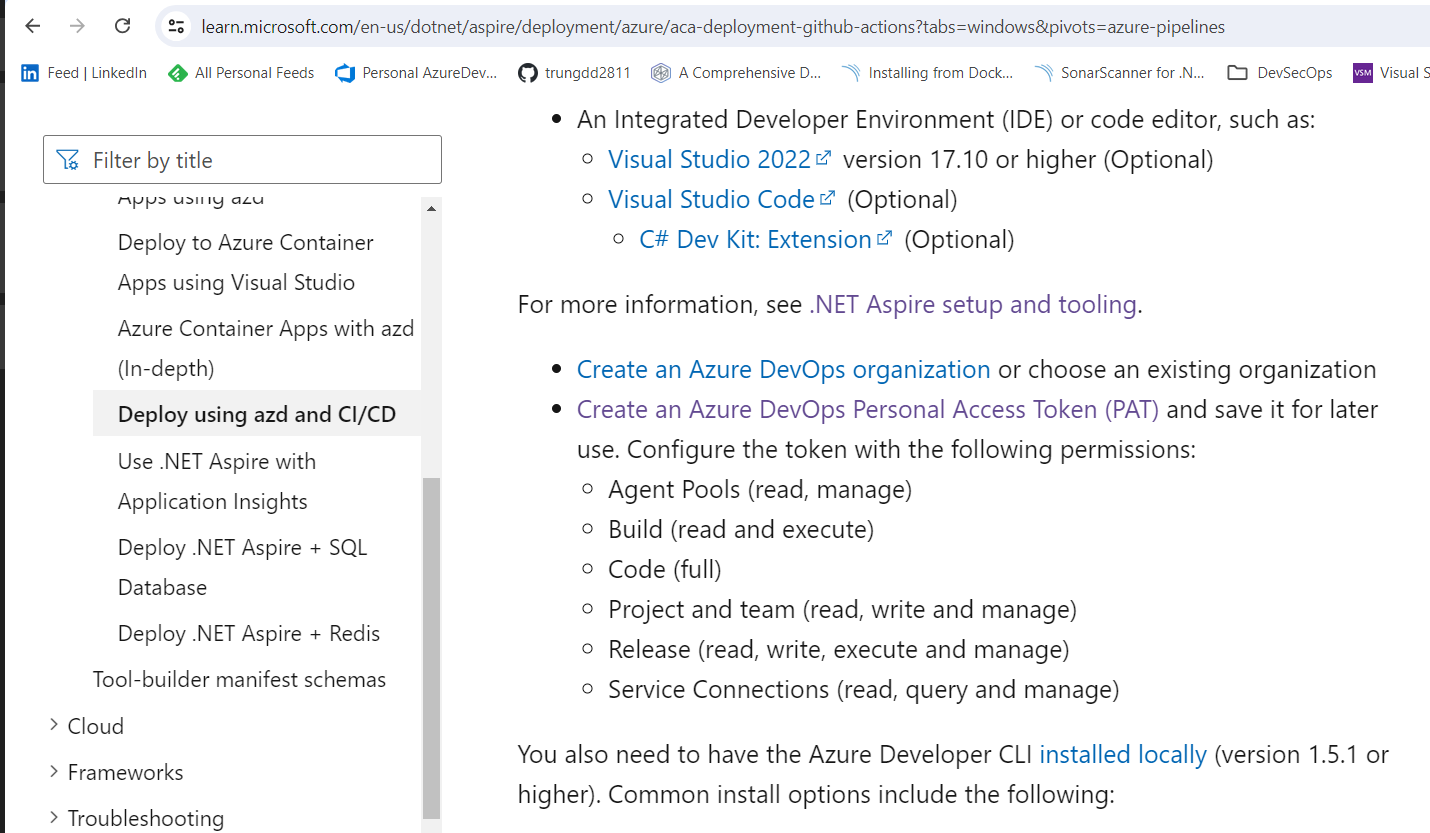 learn.microsoft.com/en-us/dotnet/aspire/deployment/azure/aca-deployment-github-actions?tabs=windows&pivots=azure-pipelines
Feed | LinkedIn
All Personal Feeds
Personal AzureDev...
trungdd2811
A Comprehensive D...
Installing from Dock...
SonarScanner for .N...
DevSecOps
VSM
Visual S
Filter by title
Apps using azd
Deploy to Azure Container
Apps using Visual Studio
Azure Container Apps with azd
(In-depth)
Deploy using azd and CI/CD
Use .NET Aspire with
Application Insights
Deploy .NET Aspire + SQL
Database
Deploy .NET Aspire + Redis
Tool-builder manifest schemas
Cloud
Frameworks
Troubleshooting
An Integrated Developer Environment (IDE) or code editor, such as:
Visual Studio 2022 version 17.10 or higher (Optional)
Visual Studio Code (Optional)
C# Dev Kit: Extension (Optional)
For more information, see .NET Aspire setup and tooling.
Create an Azure DevOps organization or choose an existing organization
Create an Azure DevOps Personal Access Token (PAT) and save it for later
use. Configure the token with the following permissions:
Agent Pools (read, manage)
Build (read and execute)
Code (full)
Project and team (read, write and manage)
Release (read, write, execute and manage)
Service Connections (read, query and manage)
You also need to have the Azure Developer CLI installed locally (version 1.5.1 or
higher). Common install options include the following: